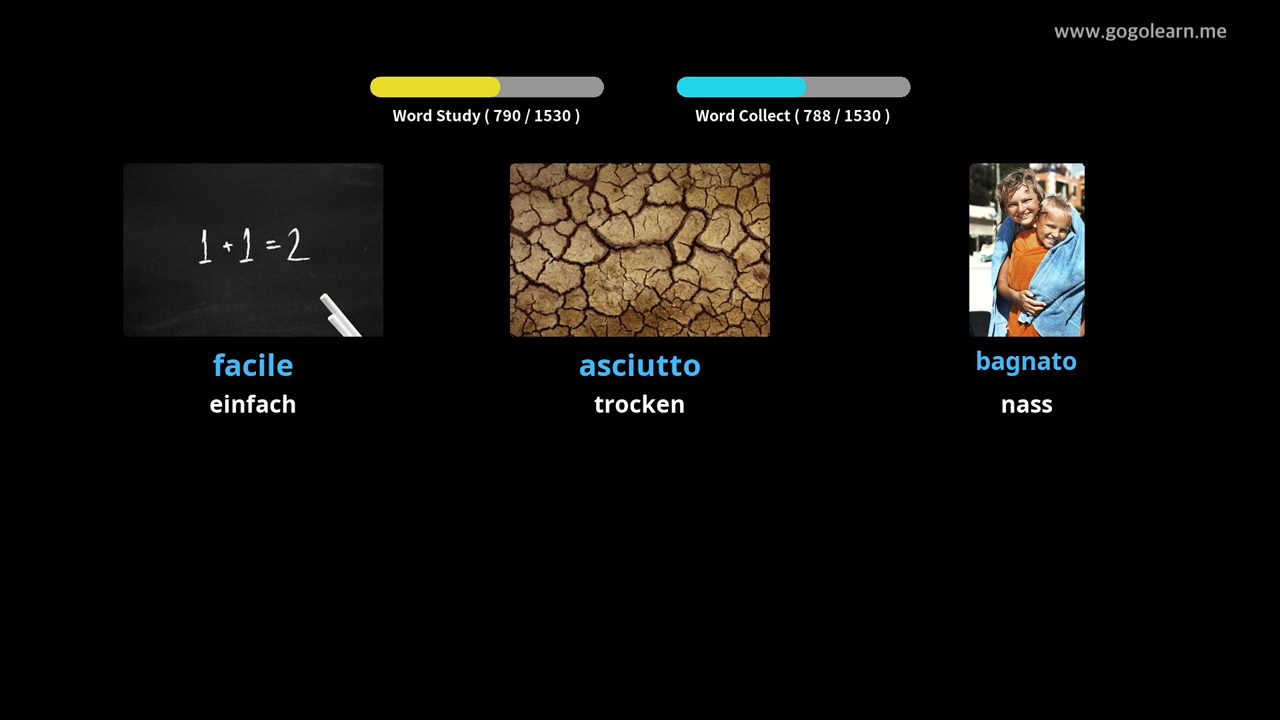 www.gogolearn.me
Word Study ( 790 / 1530 )
Word Collect ( 788 / 1530 )
1 + 1 = 2
facile
asciutto
bagnato
einfach
trocken
nass